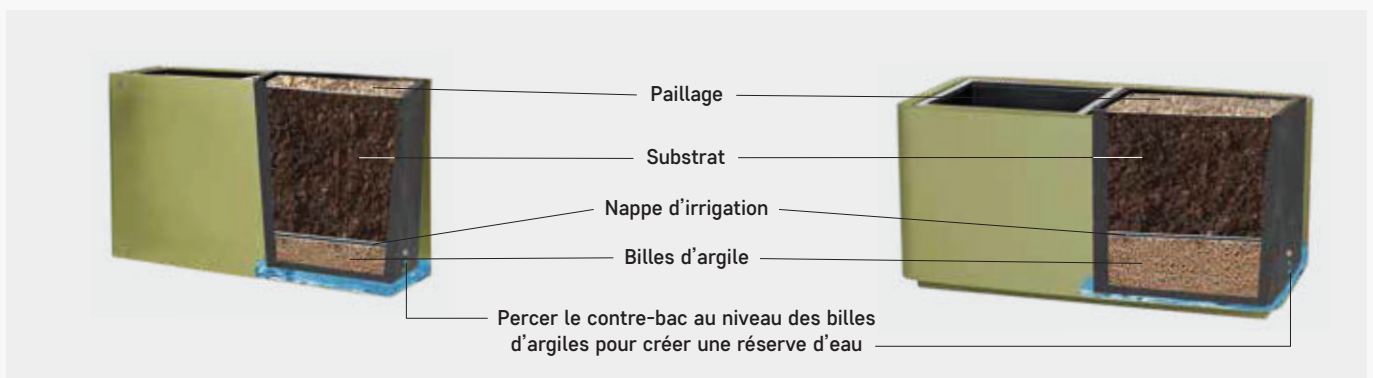 Paillage
Substrat
Nappe d'irrigation
Billes d'argile
Percer le contre-bac au niveau des billes
d'argiles pour créer une réserve d'eau